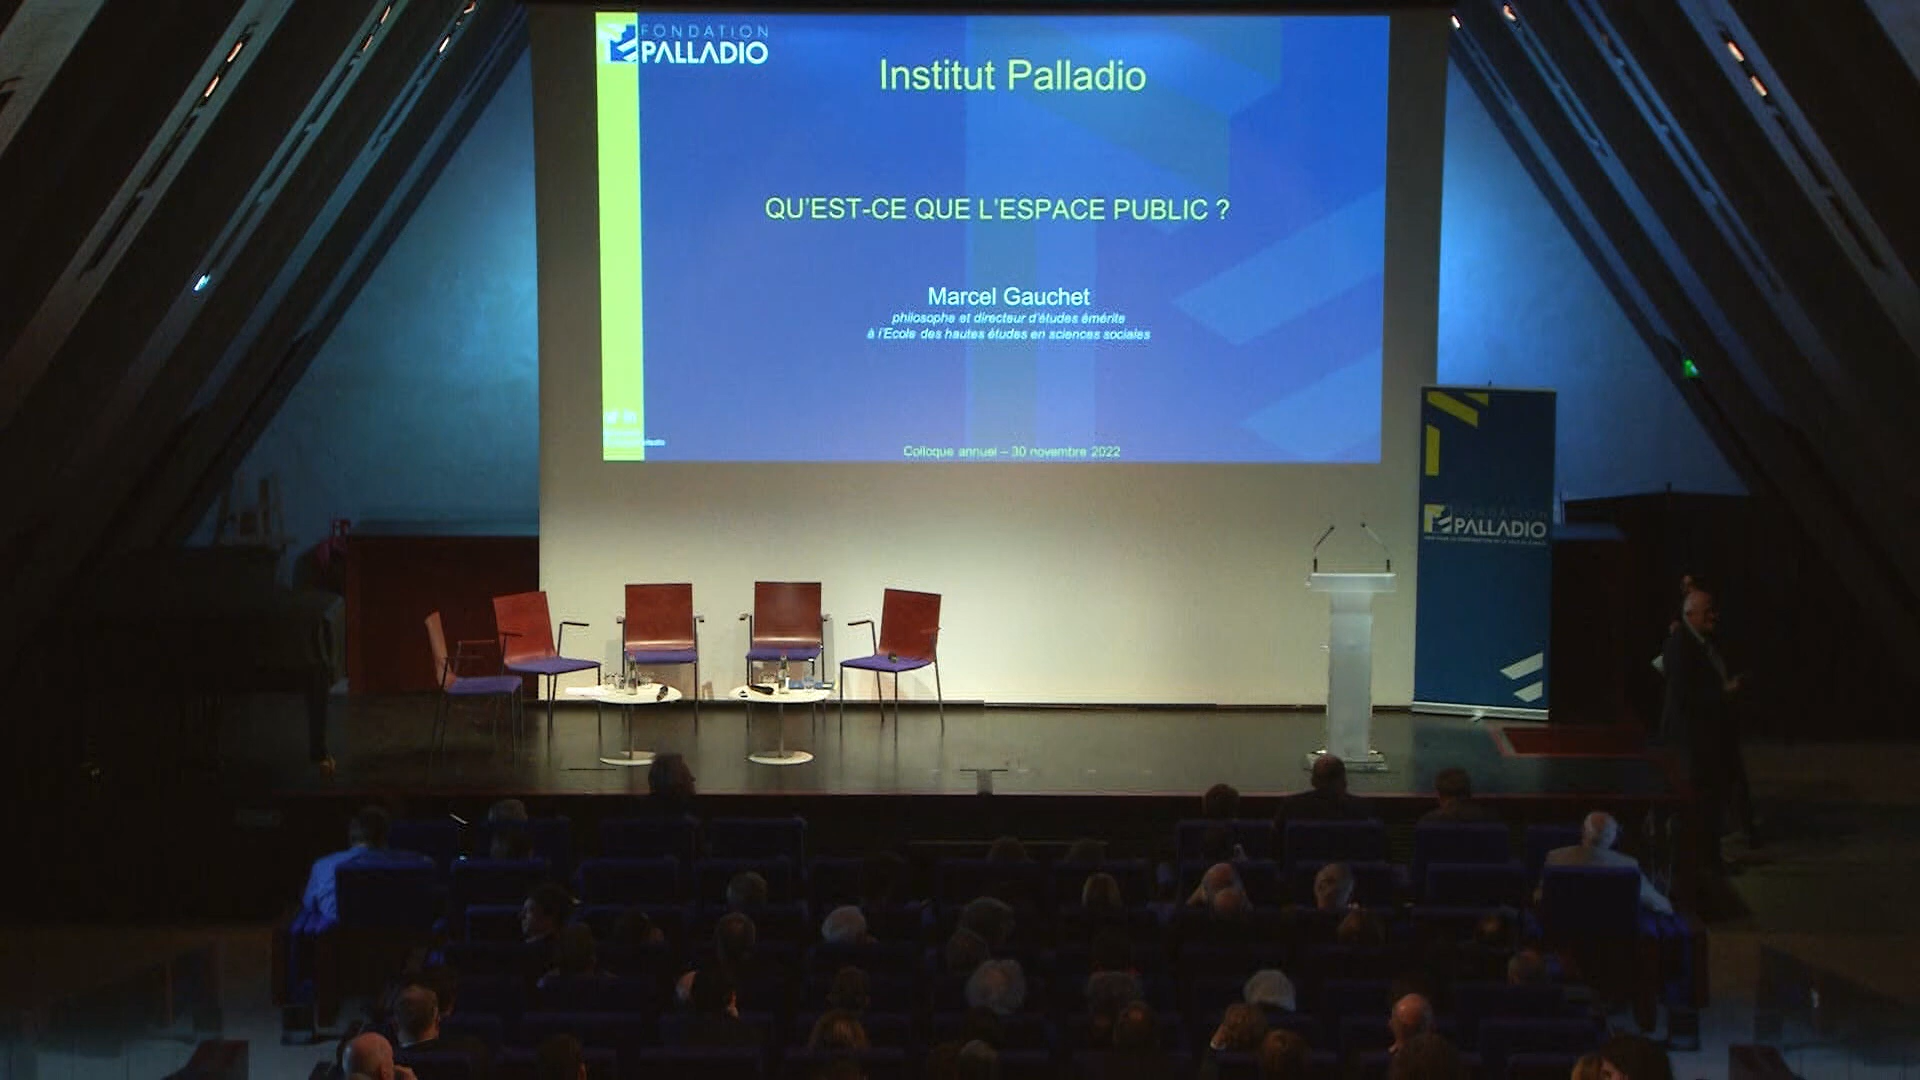 FONDATION
PALLADIO
Institut Palladio
QU'EST-CE QUE L'ESPACE PUBLIC ?
Marcel Gauchet
philosophe et directeur d'études émérite
à l'Ecole des hautes études en sciences sociales
Colloque annuel – 30 novembre 2022
FONDATION
PALLADIO